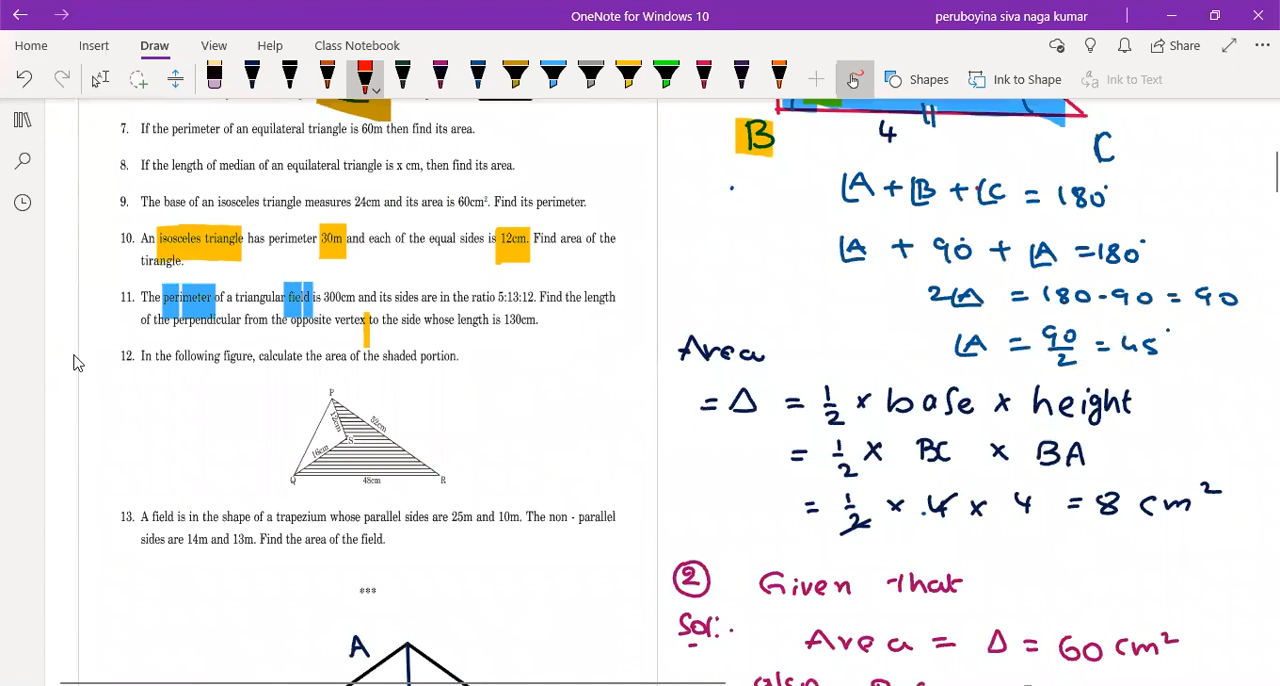 OneNote for Windows 10
peruboyina siva naga kumar
Home Insert Draw View Help Class Notebook
Share
Shapes Ink to Shape Ink to Text
7. If the perimeter of an equilateral triangle is 60m then find its area.
8. If the length of median of an equilateral triangle is x cm, then find its area.
9. The base of an isosceles triangle measures 24cm and its area is 60cm². Find its perimeter.
10. An isosceles triangle has perimeter 30m and each of the equal sides is 12cm. Find area of the
tirangle.
11. The perimeter of a triangular field is 300cm and its sides are in the ratio 5:13:12. Find the length
of the perpendicular from the opposite vertex to the side whose length is 130cm.
12. In the following figure, calculate the area of the shaded portion.
P
12cm
52cm
S
16cm
Q
48cm
R
13. A field is in the shape of a trapezium whose parallel sides are 25m and 10m. The non - parallel
sides are 14m and 13m. Find the area of the field.
***
A
B
4
C
∠A + ∠B + ∠C = 180°
∠A + 90° + ∠A = 180°
2∠A = 180-90 = 90
∠A = 90/2 = 45°
Area
= Δ = 1/2 × base × height
= 1/2 × BC × BA
= 1/2 × 4 × 4 = 8 cm²
② Given That
Sol:
Area = Δ = 60 cm²